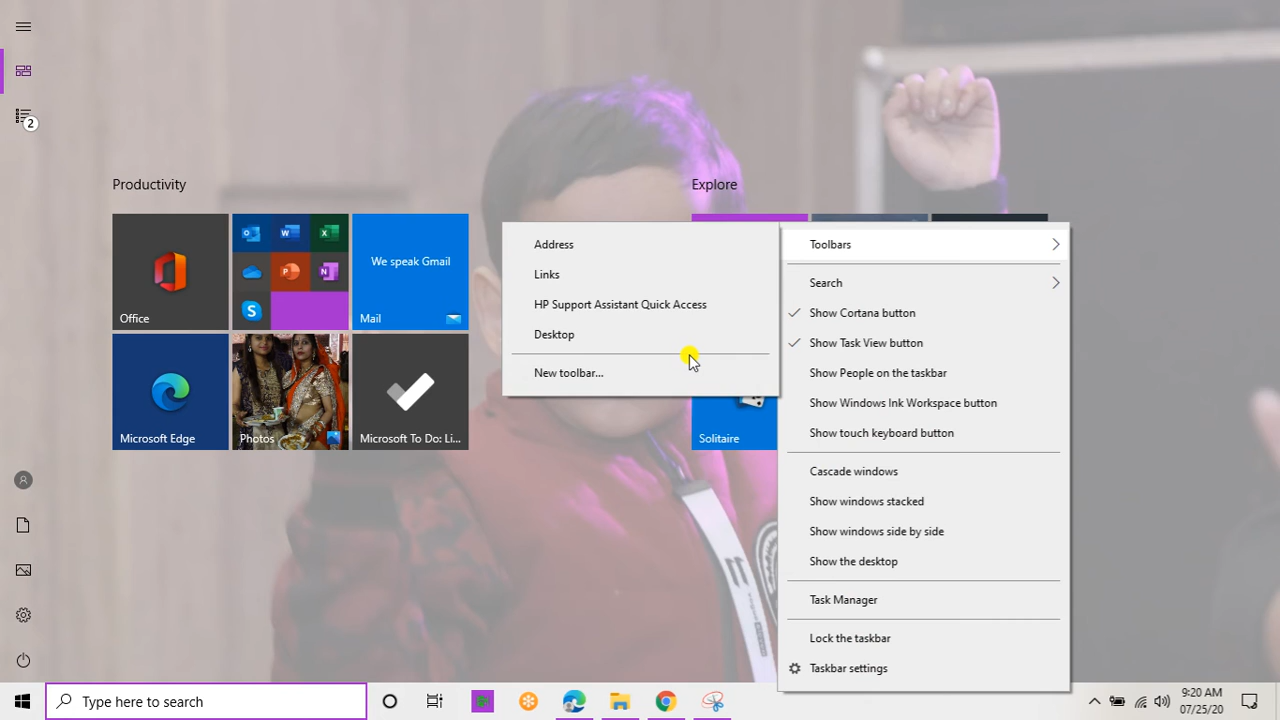 2
Productivity
Explore
Office
We speak Gmail
Mail
Microsoft Edge
Photos
Microsoft To Do: Li...
Solitaire
Address
Links
HP Support Assistant Quick Access
Desktop
New toolbar...
Toolbars
Search
Show Cortana button
Show Task View button
Show People on the taskbar
Show Windows Ink Workspace button
Show touch keyboard button
Cascade windows
Show windows stacked
Show windows side by side
Show the desktop
Task Manager
Lock the taskbar
Taskbar settings
Type here to search
9:20 AM
07/25/20